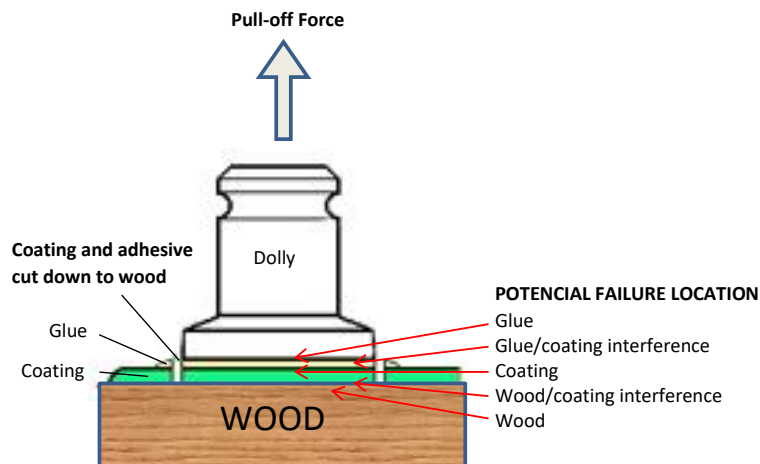 Pull-off Force
Dolly
Coating and adhesive
cut down to wood
Glue
Coating
POTENCIAL FAILURE LOCATION
Glue
Glue/coating interference
Coating
Wood/coating interference
Wood
WOOD